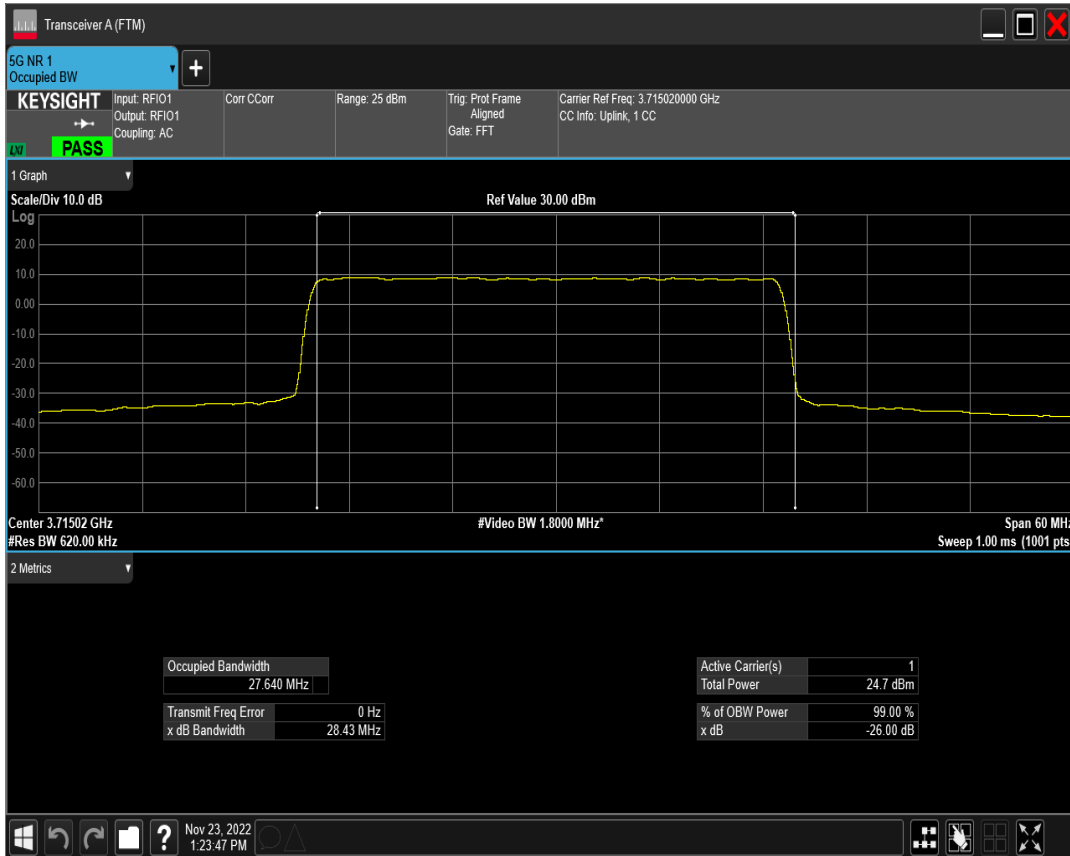 Transceiver A (FTM)
5G NR 1
Occupied BW
+
KEYSIGHT
LXI
PASS
Input: RFIO1
Output: RFIO1
Coupling: AC
Corr CCorr
Range: 25 dBm
Trig: Prot Frame
Aligned
Gate: FFT
Carrier Ref Freq: 3.715020000 GHz
CC Info: Uplink, 1 CC
1 Graph
Scale/Div 10.0 dB
Ref Value 30.00 dBm
Log
20.0
10.0
0.00
-10.0
-20.0
-30.0
-40.0
-50.0
-60.0
Center 3.71502 GHz
#Video BW 1.8000 MHz*
Span 60 MHz
#Res BW 620.00 kHz
Sweep 1.00 ms (1001 pts
2 Metrics
Occupied Bandwidth
27.640 MHz
Transmit Freq Error 0 Hz
x dB Bandwidth 28.43 MHz
Active Carrier(s) 1
Total Power 24.7 dBm
% of OBW Power 99.00 %
x dB -26.00 dB
?
Nov 23, 2022
1:23:47 PM